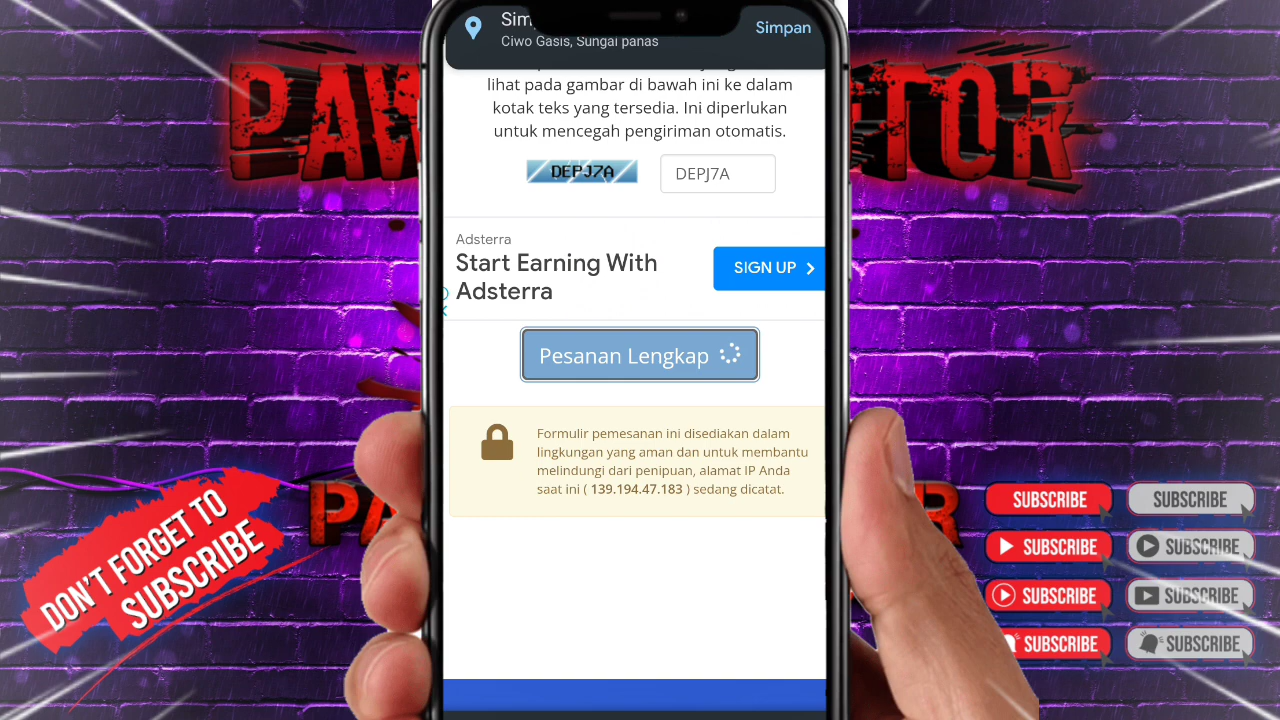 Sim
Simpan
Ciwo Gasis, Sungai panas
lihat pada gambar di bawah ini ke dalam
kotak teks yang tersedia. Ini diperlukan
untuk mencegah pengiriman otomatis.
DEPJ7A
DEPJ7A
Adsterra
Start Earning With
Adsterra
SIGN UP
Pesanan Lengkap
Formulir pemesanan ini disediakan dalam
lingkungan yang aman dan untuk membantu
melindungi dari penipuan, alamat IP Anda
saat ini ( 139.194.47.183 ) sedang dicatat.
PAW
TOR
PA
R
DON'T FORGET TO
SUBSCRIBE
SUBSCRIBE
SUBSCRIBE
SUBSCRIBE
SUBSCRIBE
SUBSCRIBE
SUBSCRIBE
SUBSCRIBE
SUBSCRIBE